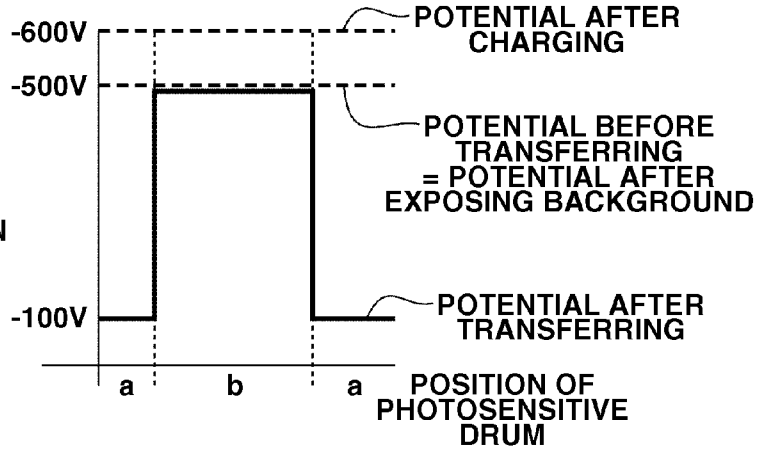 -600V
POTENTIAL AFTER
CHARGING
-500V
POTENTIAL BEFORE
TRANSFERRING
= POTENTIAL AFTER
EXPOSING BACKGROUND
N
-100V
POTENTIAL AFTER
TRANSFERRING
a b a
POSITION OF
PHOTOSENSITIVE
DRUM